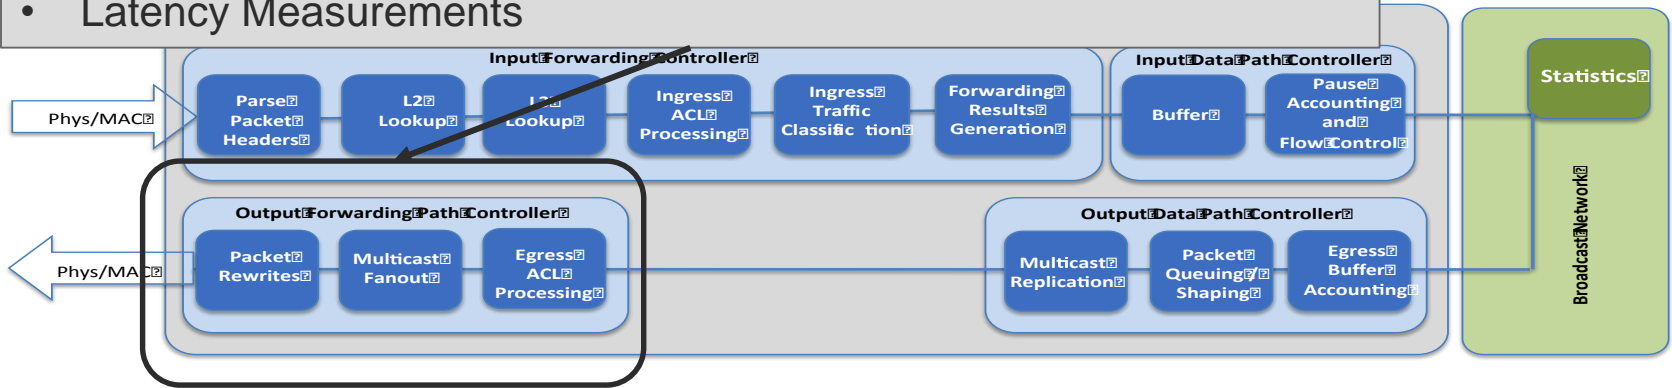 • Latency Measurements
Input Forwarding Controller
Input Data Path Controller
Parse
Packet
Headers
L2
Lookup
Lookup
Ingress
ACL
Processing
Ingress
Traffic
Classific tion
Forwarding
Results
Generation
Buffer
Pause
Accounting
and
Flow Control
Statistics
Phys/MAC
Broadcast Network
Output Forwarding Path Controller
Output Data Path Controller
Packet
Rewrites
Multicast
Fanout
Egress
ACL
Processing
Multicast
Replication
Packet
Queuing /
Shaping
Egress
Buffer
Accounting
Phys/MAC